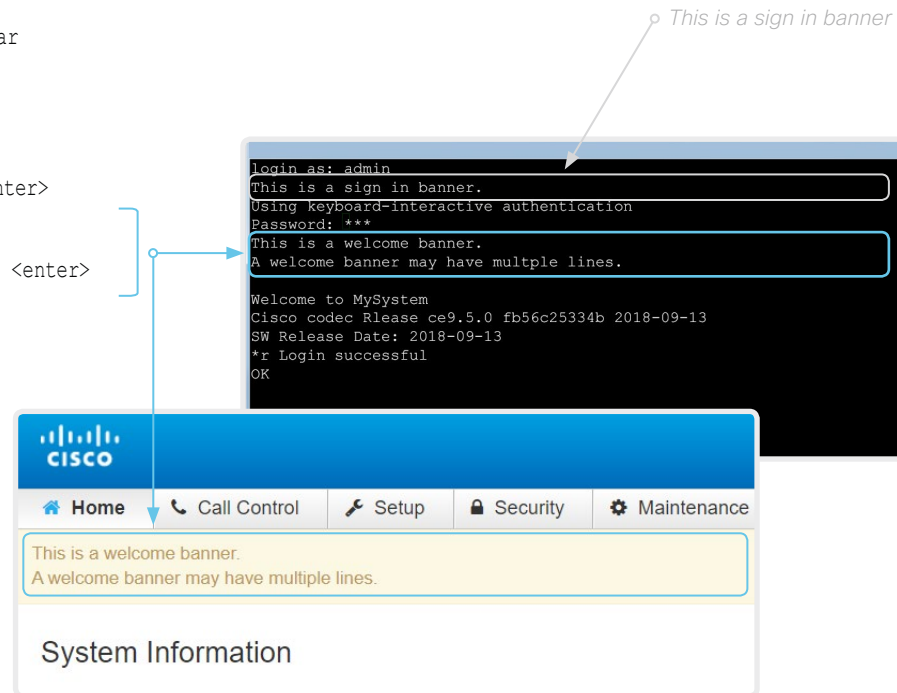 This is a sign in banner
ar
nter>
<enter>
login as: admin
This is a sign in banner.
Using keyboard-interactive authentication
Password: ***
This is a welcome banner.
A welcome banner may have multple lines.
Welcome to MySystem
Cisco codec Rlease ce9.5.0 fb56c25334b 2018-09-13
SW Release Date: 2018-09-13
*r Login successful
OK
CISCO
Home Call Control Setup Security Maintenance
This is a welcome banner.
A welcome banner may have multiple lines.
System Information